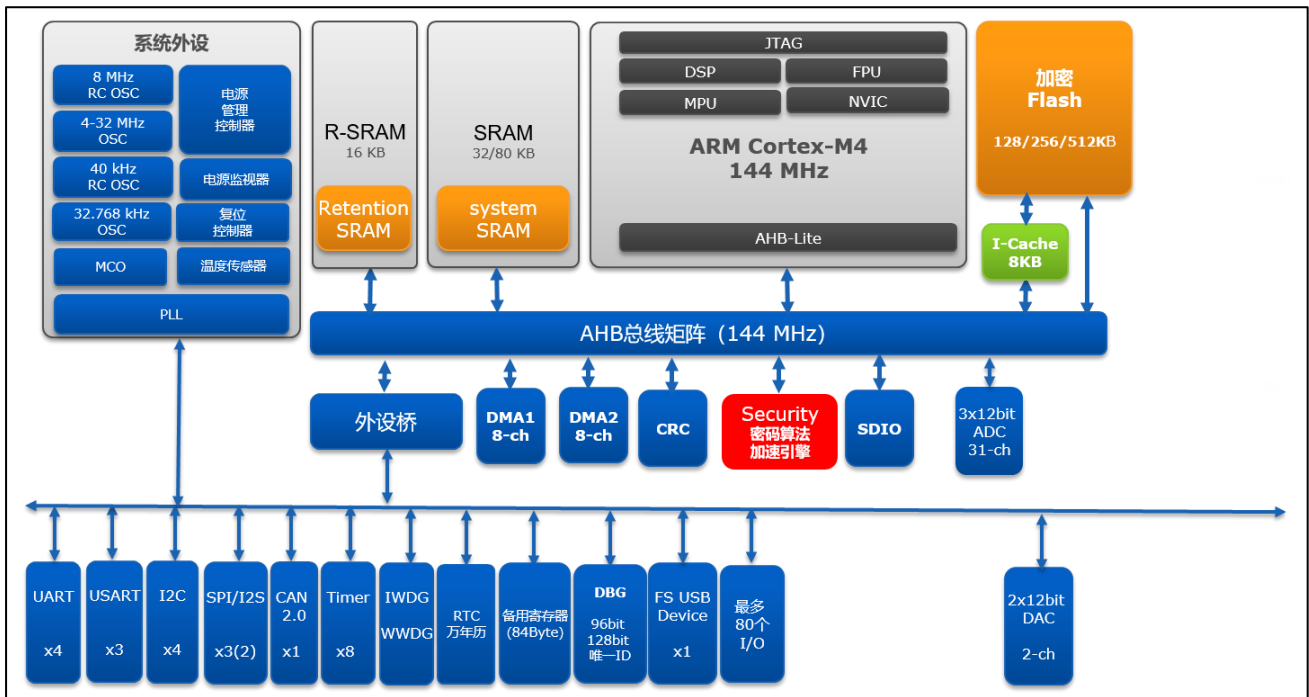 系统外设
8 MHz
RC OSC
电源
管理
控制器
4-32 MHz
OSC
40 kHz
RC OSC
电源监视器
32.768 kHz
OSC
复位
控制器
MCO
温度传感器
PLL
R-SRAM
16 KB
Retention
SRAM
SRAM
32/80 KB
system
SRAM
JTAG
DSP
FPU
MPU
NVIC
ARM Cortex-M4
144 MHz
AHB-Lite
加密
Flash
128/256/512KB
I-Cache
8KB
AHB总线矩阵（144 MHz）
外设桥
DMA1
8-ch
DMA2
8-ch
CRC
Security
密码算法
加速引擎
SDIO
3x12bit
ADC
31-ch
UART
x4
USART
x3
I2C
x4
SPI/I2S
x3(2)
CAN
2.0
x1
Timer
x8
IWDG
WWDG
RTC
万年历
备用寄存器
(84Byte)
DBG
96bit
128bit
唯一ID
FS USB
Device
x1
最多
80个
I/O
2x12bit
DAC
2-ch